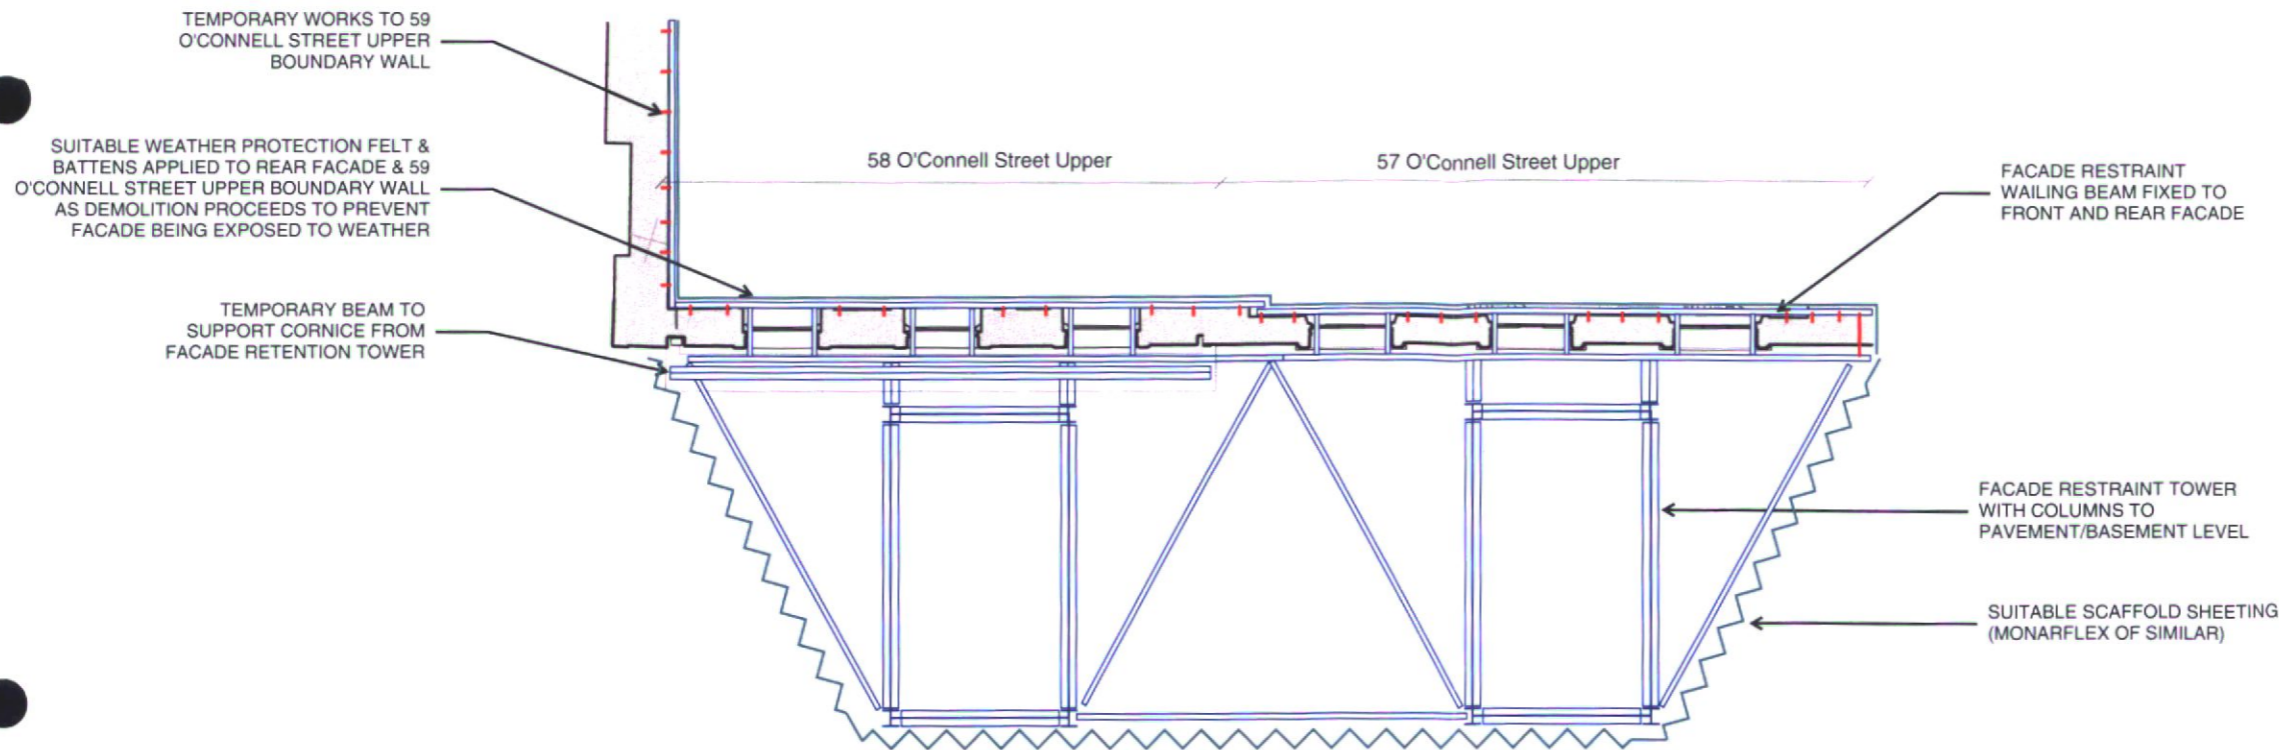 TEMPORARY WORKS TO 59
O'CONNELL STREET UPPER
BOUNDARY WALL
SUITABLE WEATHER PROTECTION FELT &
BATTENS APPLIED TO REAR FACADE & 59
O'CONNELL STREET UPPER BOUNDARY WALL
AS DEMOLITION PROCEEDS TO PREVENT
FACADE BEING EXPOSED TO WEATHER
TEMPORARY BEAM TO
SUPPORT CORNICE FROM
FACADE RETENTION TOWER
58 O'Connell Street Upper
57 O'Connell Street Upper
FACADE RESTRAINT
WAILING BEAM FIXED TO
FRONT AND REAR FACADE
FACADE RESTRAINT TOWER
WITH COLUMNS TO
PAVEMENT/BASEMENT LEVEL
SUITABLE SCAFFOLD SHEETING
(MONARFLEX OF SIMILAR)